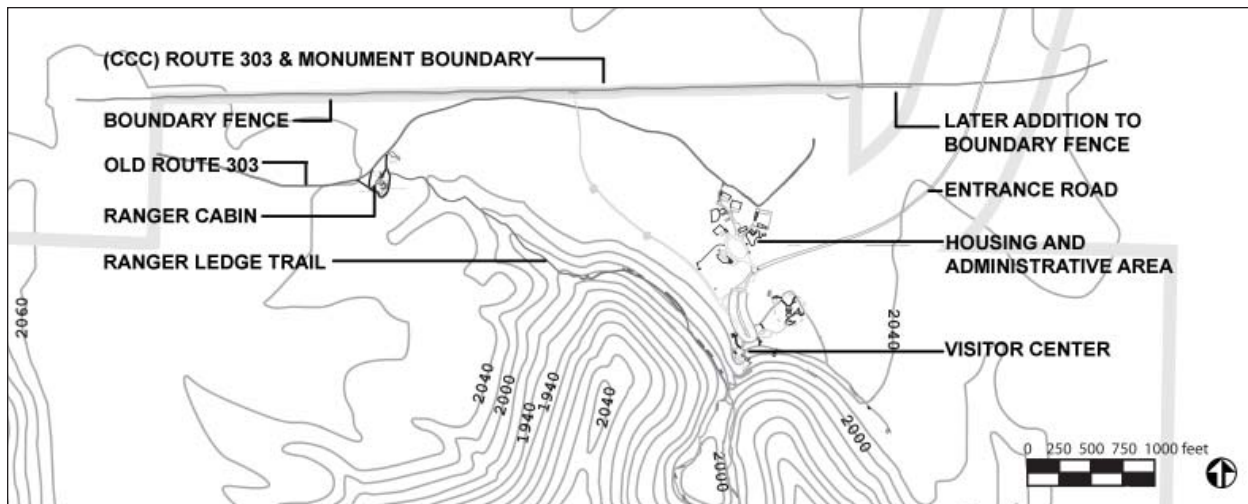 (CCC) ROUTE 303 & MONUMENT BOUNDARY
BOUNDARY FENCE
OLD ROUTE 303
RANGER CABIN
RANGER LEDGE TRAIL
LATER ADDITION TO
BOUNDARY FENCE
ENTRANCE ROAD
HOUSING AND
ADMINISTRATIVE AREA
VISITOR CENTER
2060
2040
2000
1940
1940
2040
2000
2000
2040
0 250 500 750 1000 feet